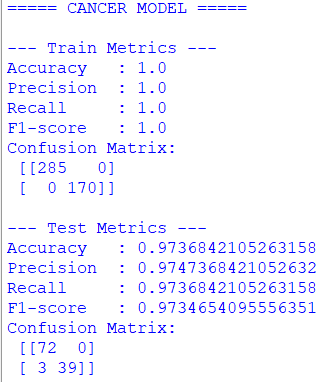 ===== CANCER MODEL =====
--- Train Metrics ---
Accuracy   : 1.0
Precision  : 1.0
Recall     : 1.0
F1-score   : 1.0
Confusion Matrix:
 [[285   0]
 [  0 170]]
--- Test Metrics ---
Accuracy   : 0.9736842105263158
Precision  : 0.9747368421052632
Recall     : 0.9736842105263158
F1-score   : 0.9734654095556351
Confusion Matrix:
 [[72  0]
 [ 3 39]]